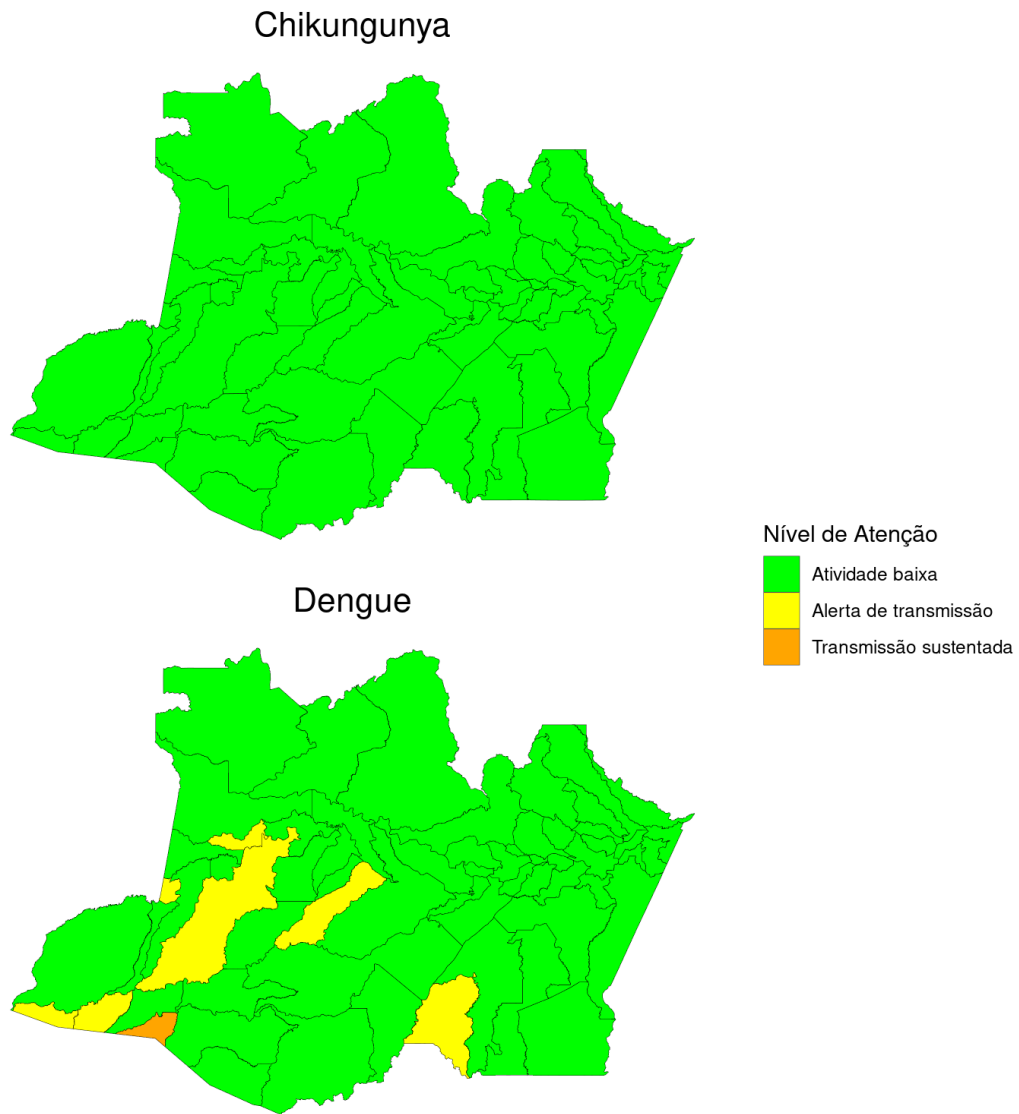 Chikungunya
Nível de Atenção
Atividade baixa
Alerta de transmissão
Transmissão sustentada
Dengue